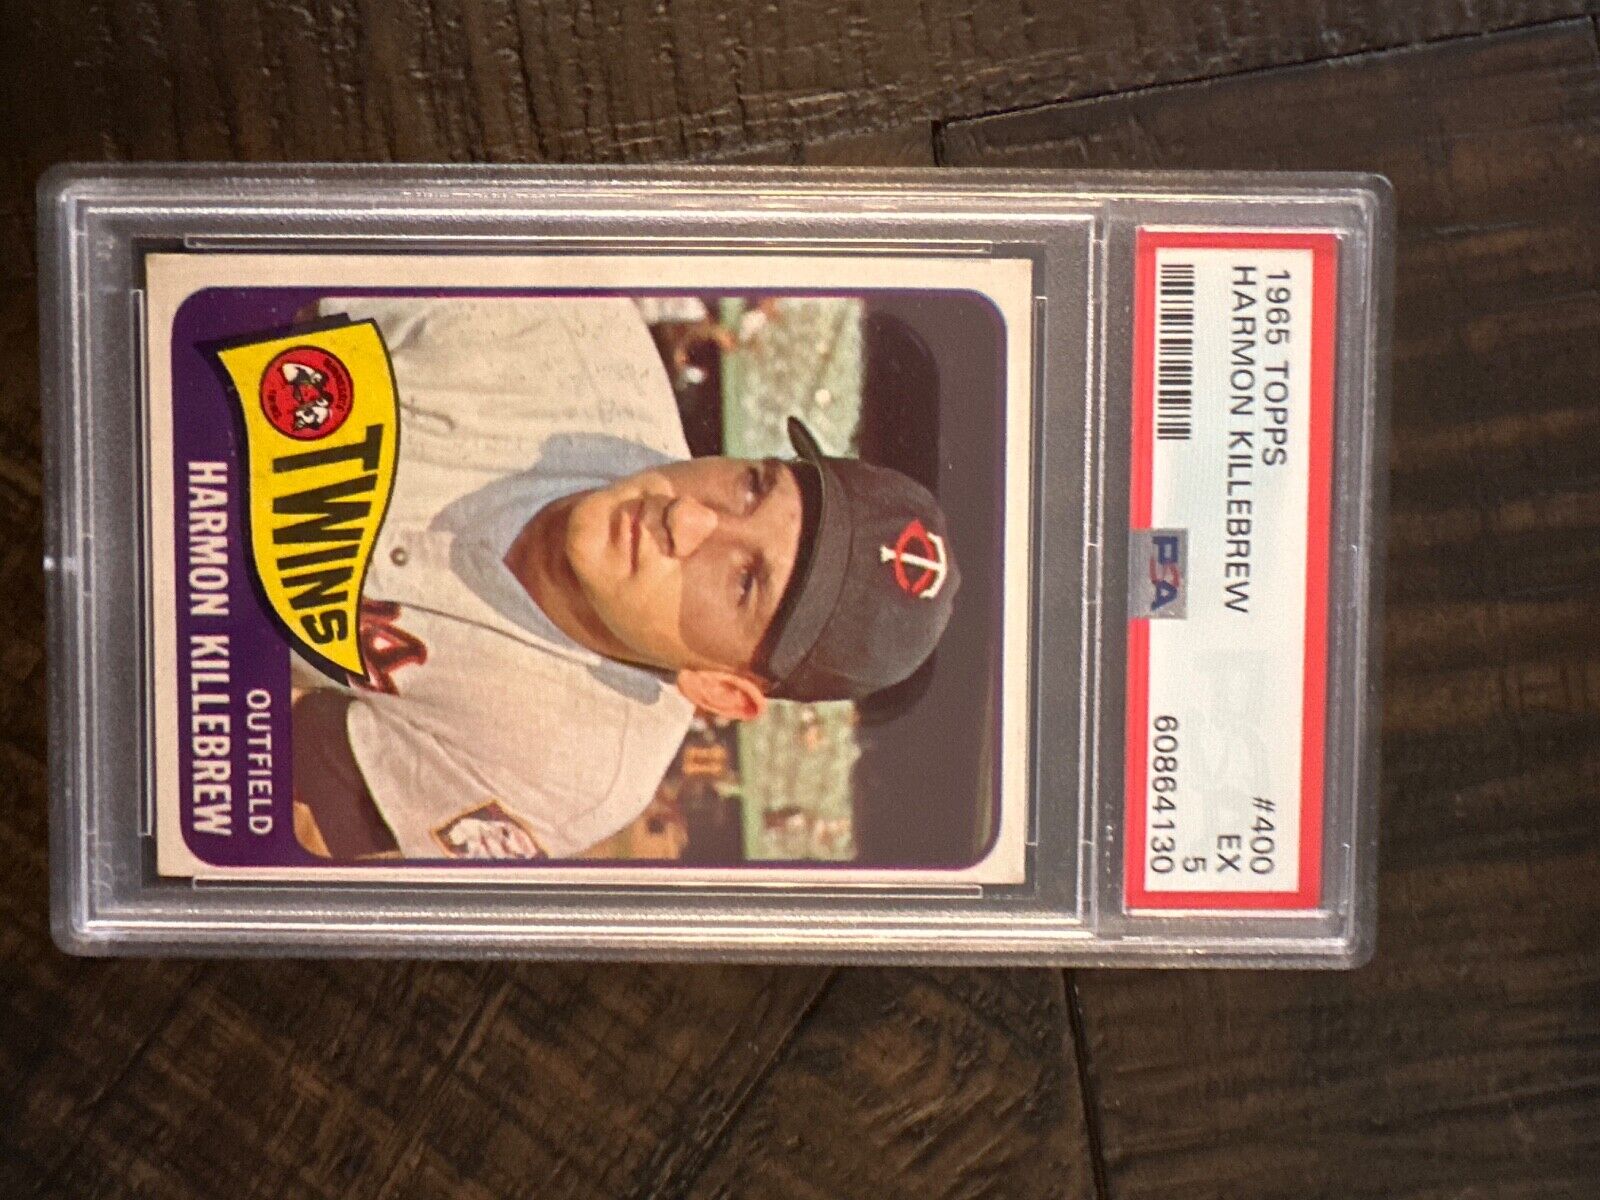 1965 TOPPS #400
HARMON KILLEBREW EX
5
PSA 60864130
TWINS
OUTFIELD
HARMON KILLEBREW